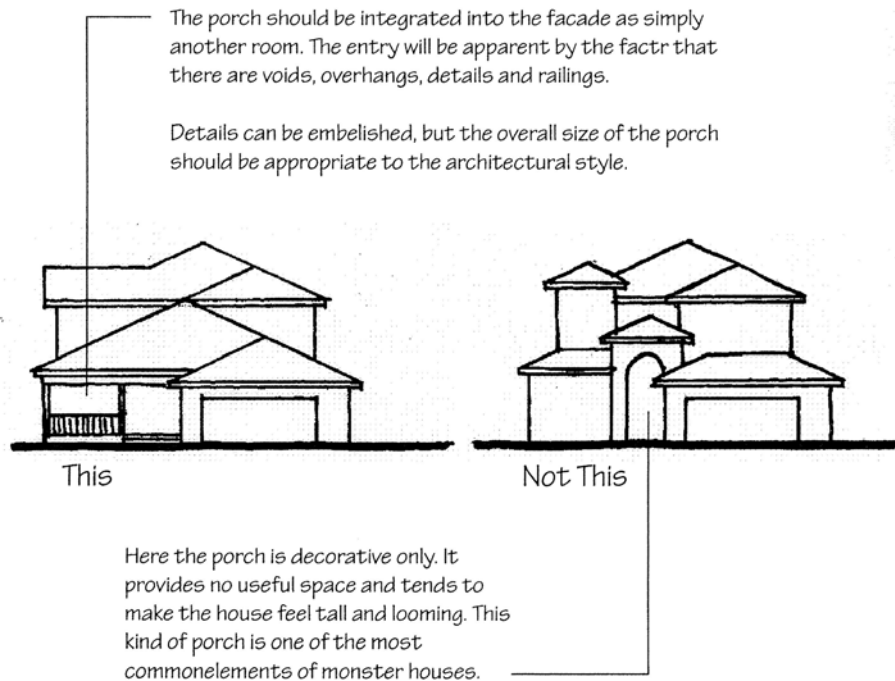 The porch should be integrated into the facade as simply
another room. The entry will be apparent by the factr that
there are voids, overhangs, details and railings.
Details can be embelished, but the overall size of the porch
should be appropriate to the architectural style.
This
Not This
Here the porch is decorative only. It
provides no useful space and tends to
make the house feel tall and looming. This
kind of porch is one of the most
commonelements of monster houses.